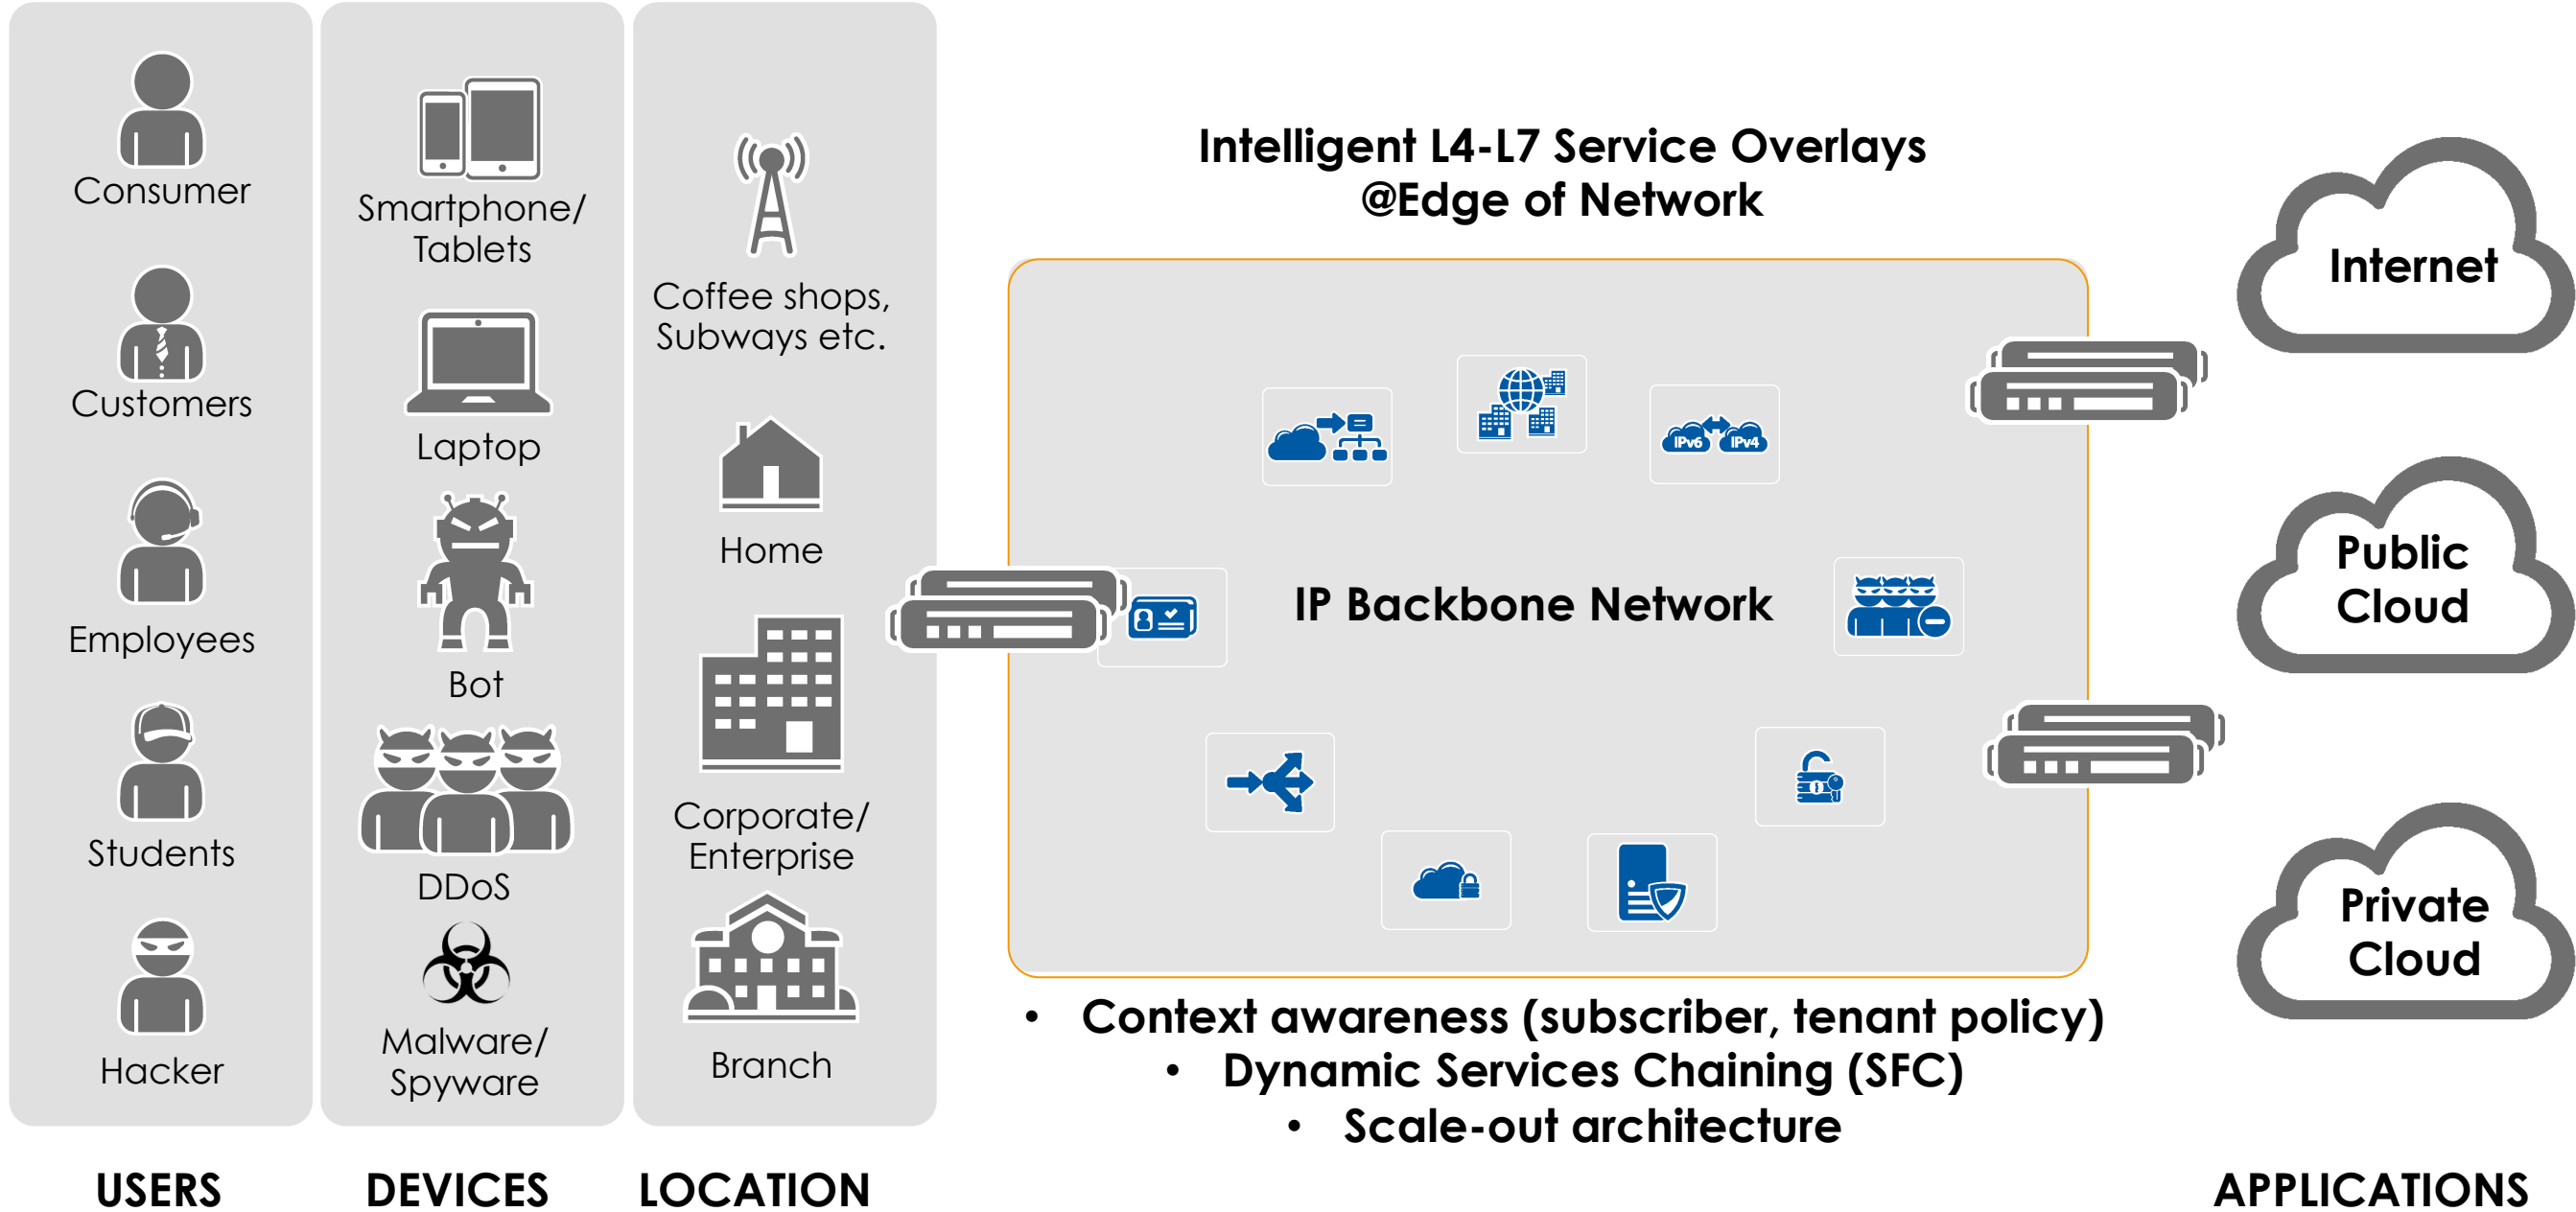 Consumer
Customers
Employees
Students
Hacker
USERS
Smartphone/
Tablets
Laptop
Bot
DDoS
Malware/
Spyware
DEVICES
Coffee shops,
Subways etc.
Home
Corporate/
Enterprise
Branch
LOCATION
Intelligent L4-L7 Service Overlays
@Edge of Network
IPv6 IPv4
IP Backbone Network
• Context awareness (subscriber, tenant policy)
• Dynamic Services Chaining (SFC)
• Scale-out architecture
Internet
Public
Cloud
Private
Cloud
APPLICATIONS